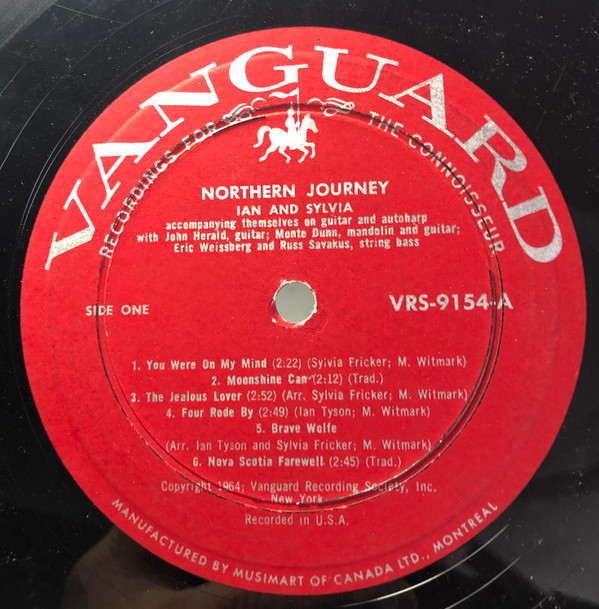 VANGUARD
RECORDINGS FOR THE CONNOISSEUR
NORTHERN JOURNEY
IAN AND SYLVIA
accompanying themselves on guitar and autoharp
with John Herald, guitar; Monte Dunn, mandolin and guitar;
Eric Weissberg and Russ Savakus, string bass
SIDE ONE
VRS-9154-A
1. You Were On My Mind (2:22) (Sylvia Fricker; M. Witmark)
2. Moonshine Can (2:12) (Trad.)
3. The Jealous Lover (2:52) (Arr. Sylvia Fricker; M. Witmark)
4. Four Rode By (2:49) (Ian Tyson; M. Witmark)
5. Brave Wolfe
(Arr. Ian Tyson and Sylvia Fricker; M. Witmark)
6. Nova Scotia Farewell (2:45) (Trad.)
Copyright 1964; Vanguard Recording Society, Inc.
New York
Recorded in U.S.A.
MANUFACTURED BY MUSIMART OF CANADA LTD., MONTRÉAL